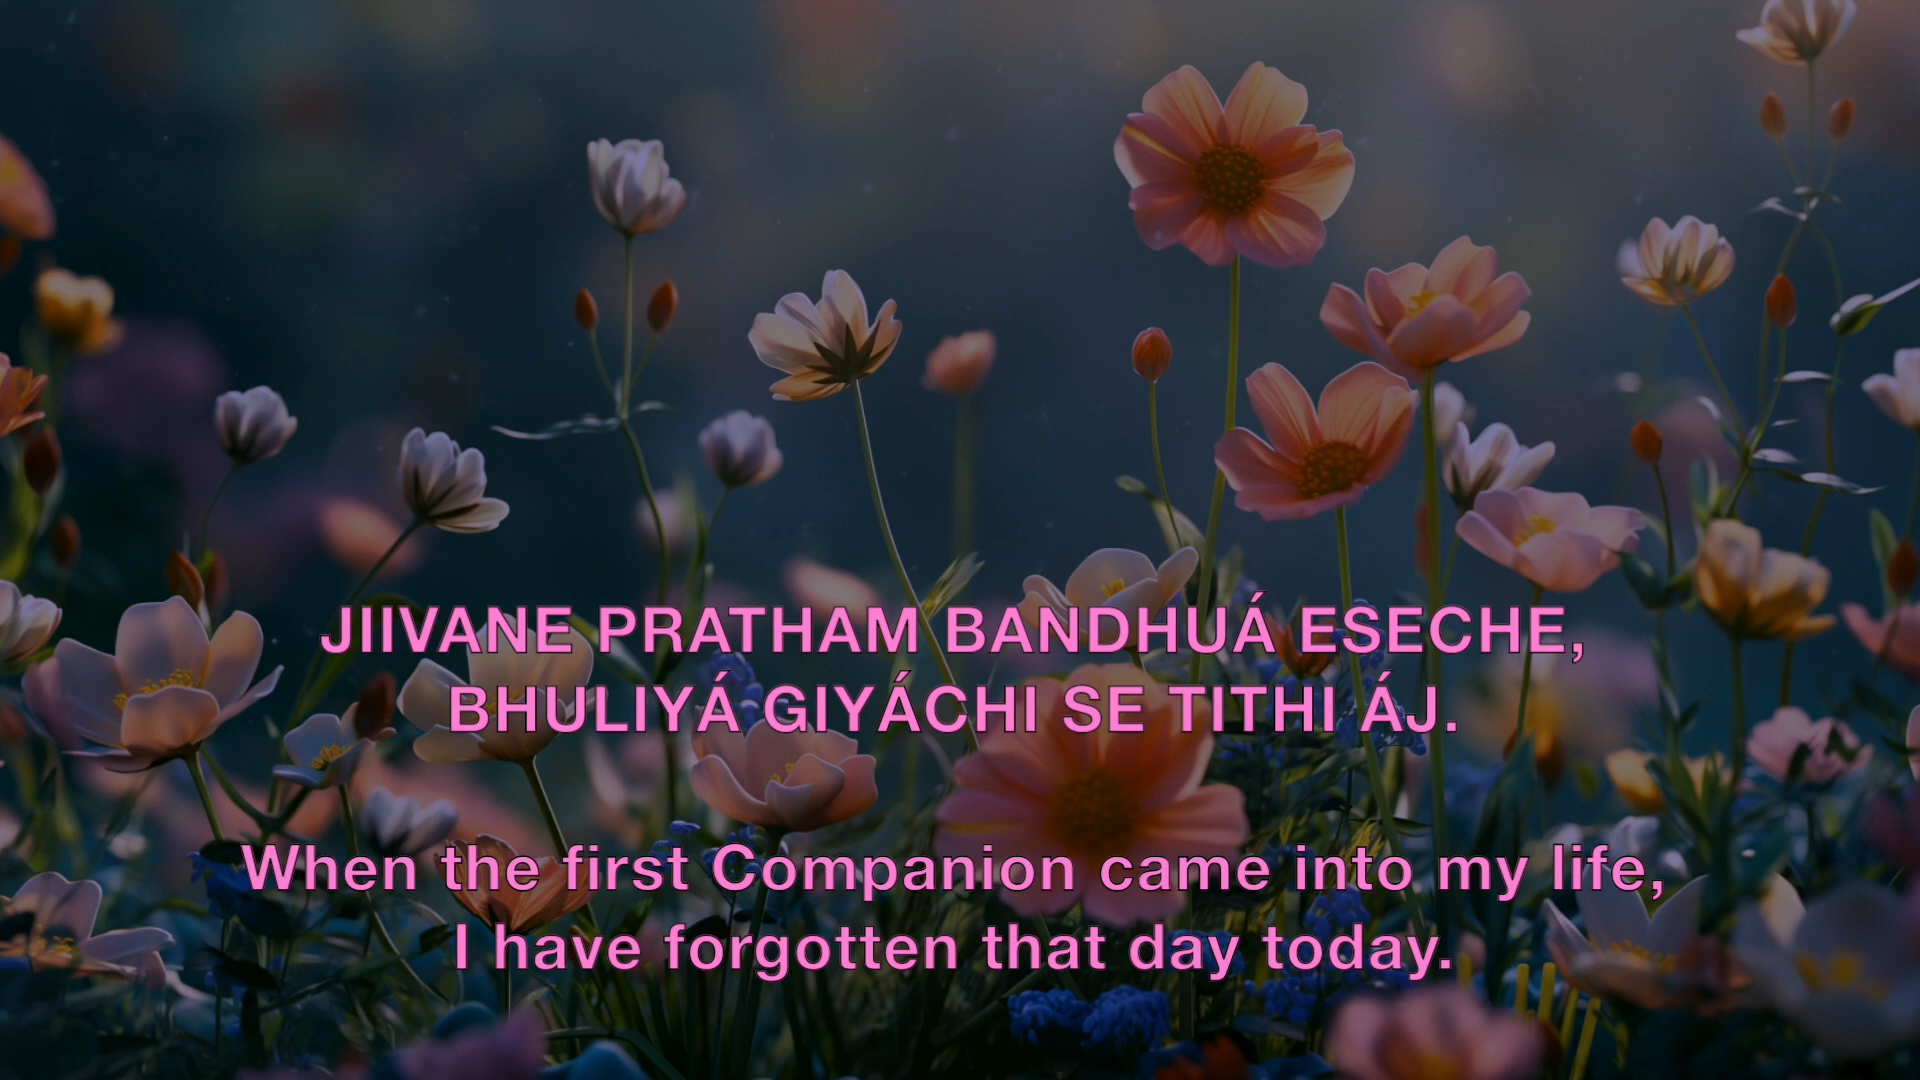 JIIVANE PRATHAM BANDHUÁ ESECHE,
BHULIYÁ GIYÁCHI SE TITHI ÁJ.
When the first Companion came into my life,
I have forgotten that day today.